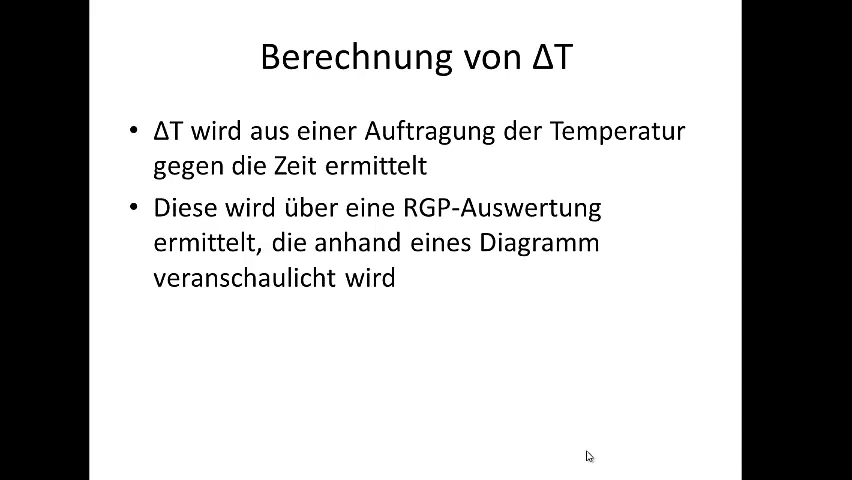 Berechnung von ΔT
• ΔT wird aus einer Auftragung der Temperatur
gegen die Zeit ermittelt
• Diese wird über eine RGP-Auswertung
ermittelt, die anhand eines Diagramm
veranschaulicht wird